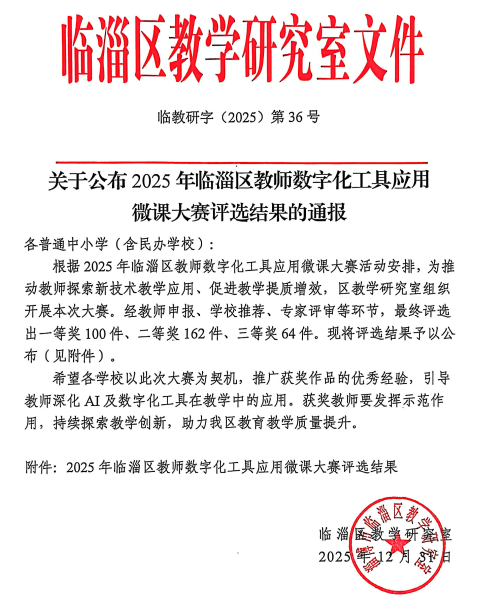 临淄区教学研究室文件
临教研字（2025）第 36 号
关于公布 2025 年临淄区教师数字化工具应用
微课大赛评选结果的通报
各普通中小学（含民办学校）:
根据 2025 年临淄区教师数字化工具应用微课大赛活动安排，为推
动教师探索新技术教学应用、促进教学提质增效，区教学研究室组织
开展本次大赛。经教师申报、学校推荐、专家评审等环节，最终评选
出一等奖 100 件、二等奖 162 件、三等奖 64 件。现将评选结果予以公
布（见附件）。
希望各学校以此次大赛为契机，推广获奖作品的优秀经验，引导
教师深化 AI 及数字化工具在教学中的应用。获奖教师要发挥示范作
用，持续探索教学创新，助力我区教育教学质量提升。
附件：2025 年临淄区教师数字化工具应用微课大赛评选结果
临淄区教学研究室
2025 年 12 月 31 日
淄博市临淄区教学研究室